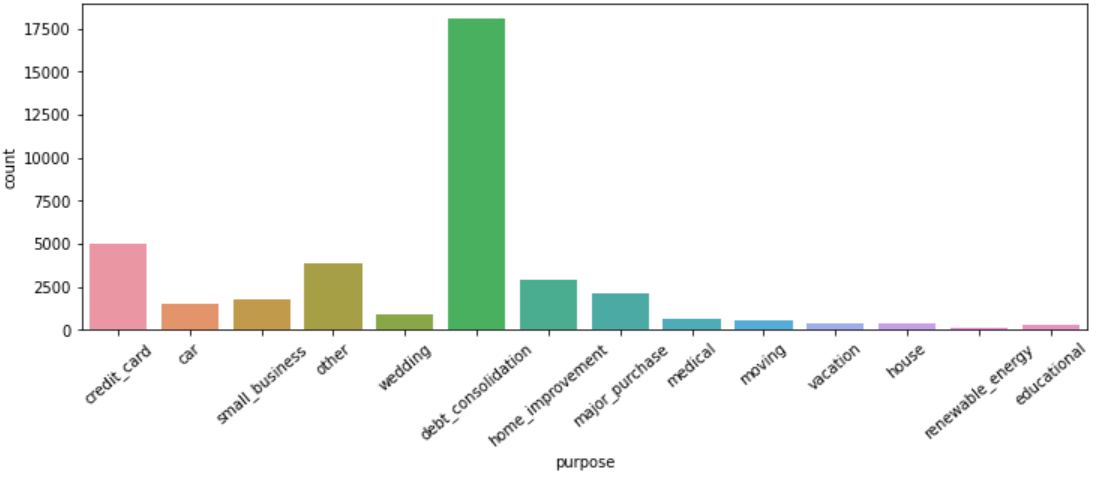 17500
15000
12500
10000
7500
5000
2500
0
count
credit_card
car
small_business
other
wedding
debt_consolidation
home_improvement
major_purchase
medical
moving
vacation
house
renewable_energy
educational
purpose